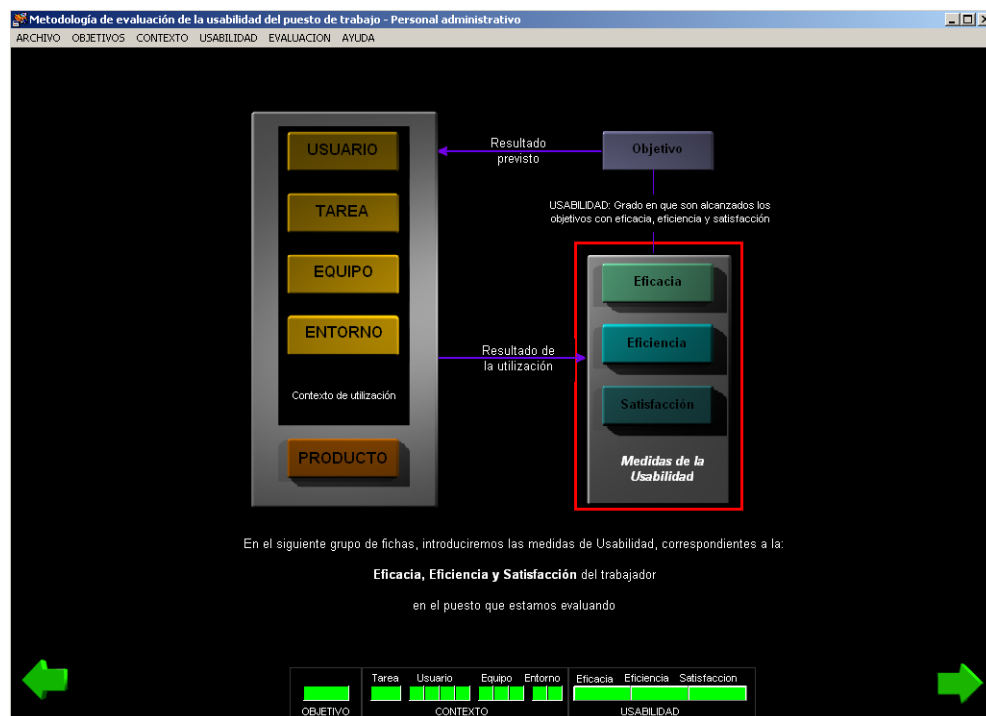 Metodología de evaluación de la usabilidad del puesto de trabajo - Personal administrativo
ARCHIVO OBJETIVOS CONTEXTO USABILIDAD EVALUACION AYUDA
USUARIO
TAREA
EQUIPO
ENTORNO
Contexto de utilización
PRODUCTO
Resultado
previsto
Objetivo
USABILIDAD: Grado en que son alcanzados los
objetivos con eficacia, eficiencia y satisfacción
Resultado de
la utilización
Eficacia
Eficiencia
Satisfacción
Medidas de la
Usabilidad
En el siguiente grupo de fichas, introduciremos las medidas de Usabilidad, correspondientes a la:
Eficacia, Eficiencia y Satisfacción del trabajador
en el puesto que estamos evaluando
Tarea Usuario Equipo Entorno Eficacia Eficiencia Satisfaccion
OBJETIVO CONTEXTO USABILIDAD